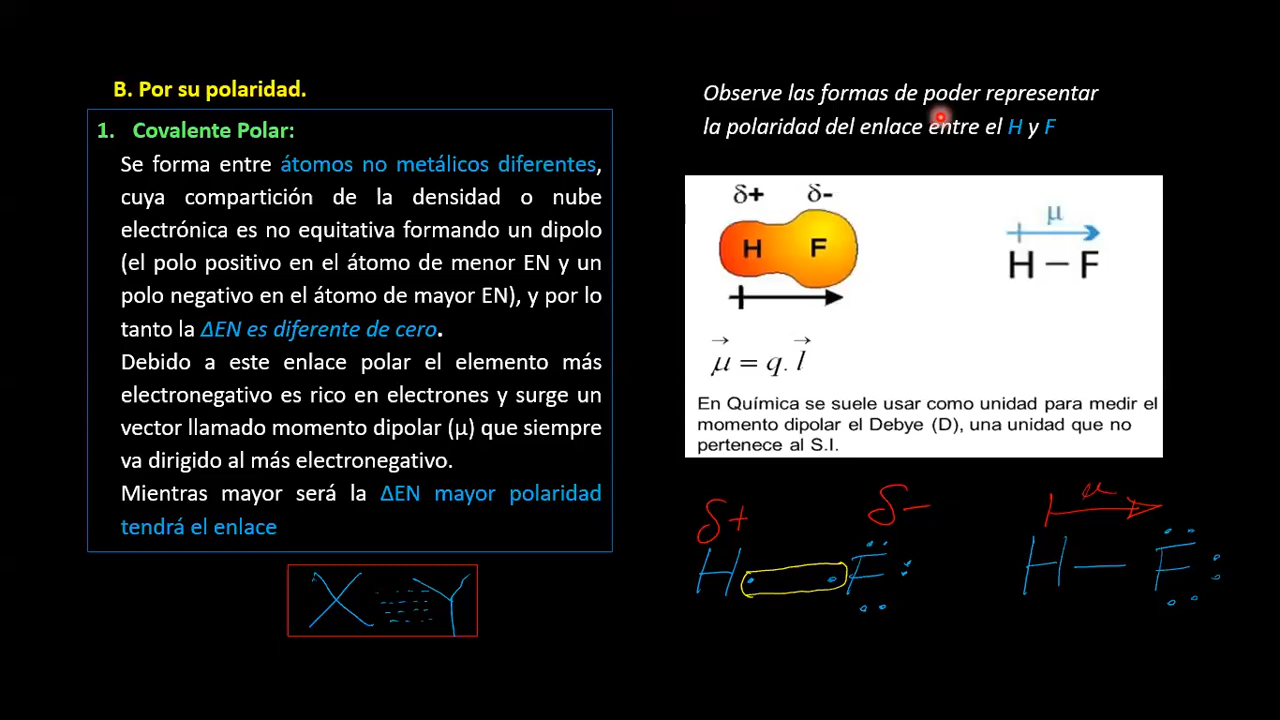 B. Por su polaridad.
1. Covalente Polar:
Se forma entre átomos no metálicos diferentes,
cuya compartición de la densidad o nube
electrónica es no equitativa formando un dipolo
(el polo positivo en el átomo de menor EN y un
polo negativo en el átomo de mayor EN), y por lo
tanto la ΔEN es diferente de cero.
Debido a este enlace polar el elemento más
electronegativo es rico en electrones y surge un
vector llamado momento dipolar (μ) que siempre
va dirigido al más electronegativo.
Mientras mayor será la ΔEN mayor polaridad
tendrá el enlace
X Y
Observe las formas de poder representar
la polaridad del enlace entre el H y F
δ+ δ-
H F
μ
H – F
μ = q. l
En Química se suele usar como unidad para medir el
momento dipolar el Debye (D), una unidad que no
pertenece al S.I.
δ+ δ-
H F
μ
H – F